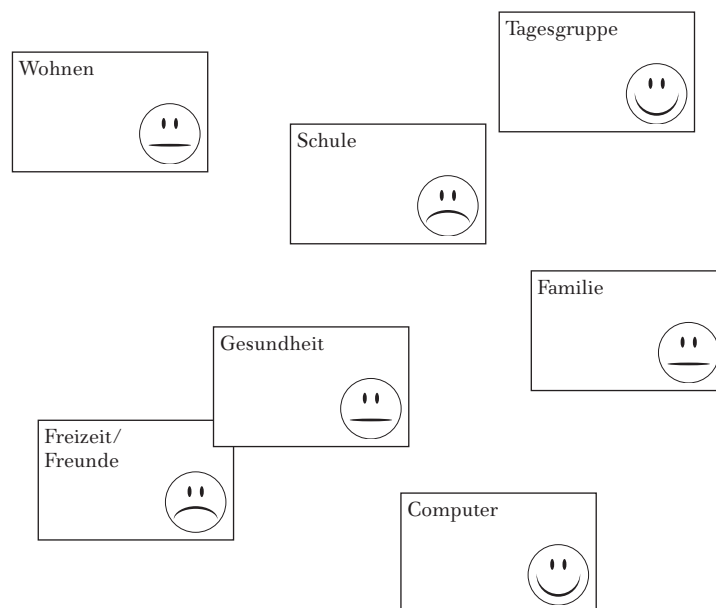 Tagesgruppe
Wohnen
Schule
Familie
Gesundheit
Freizeit/
Freunde
Computer